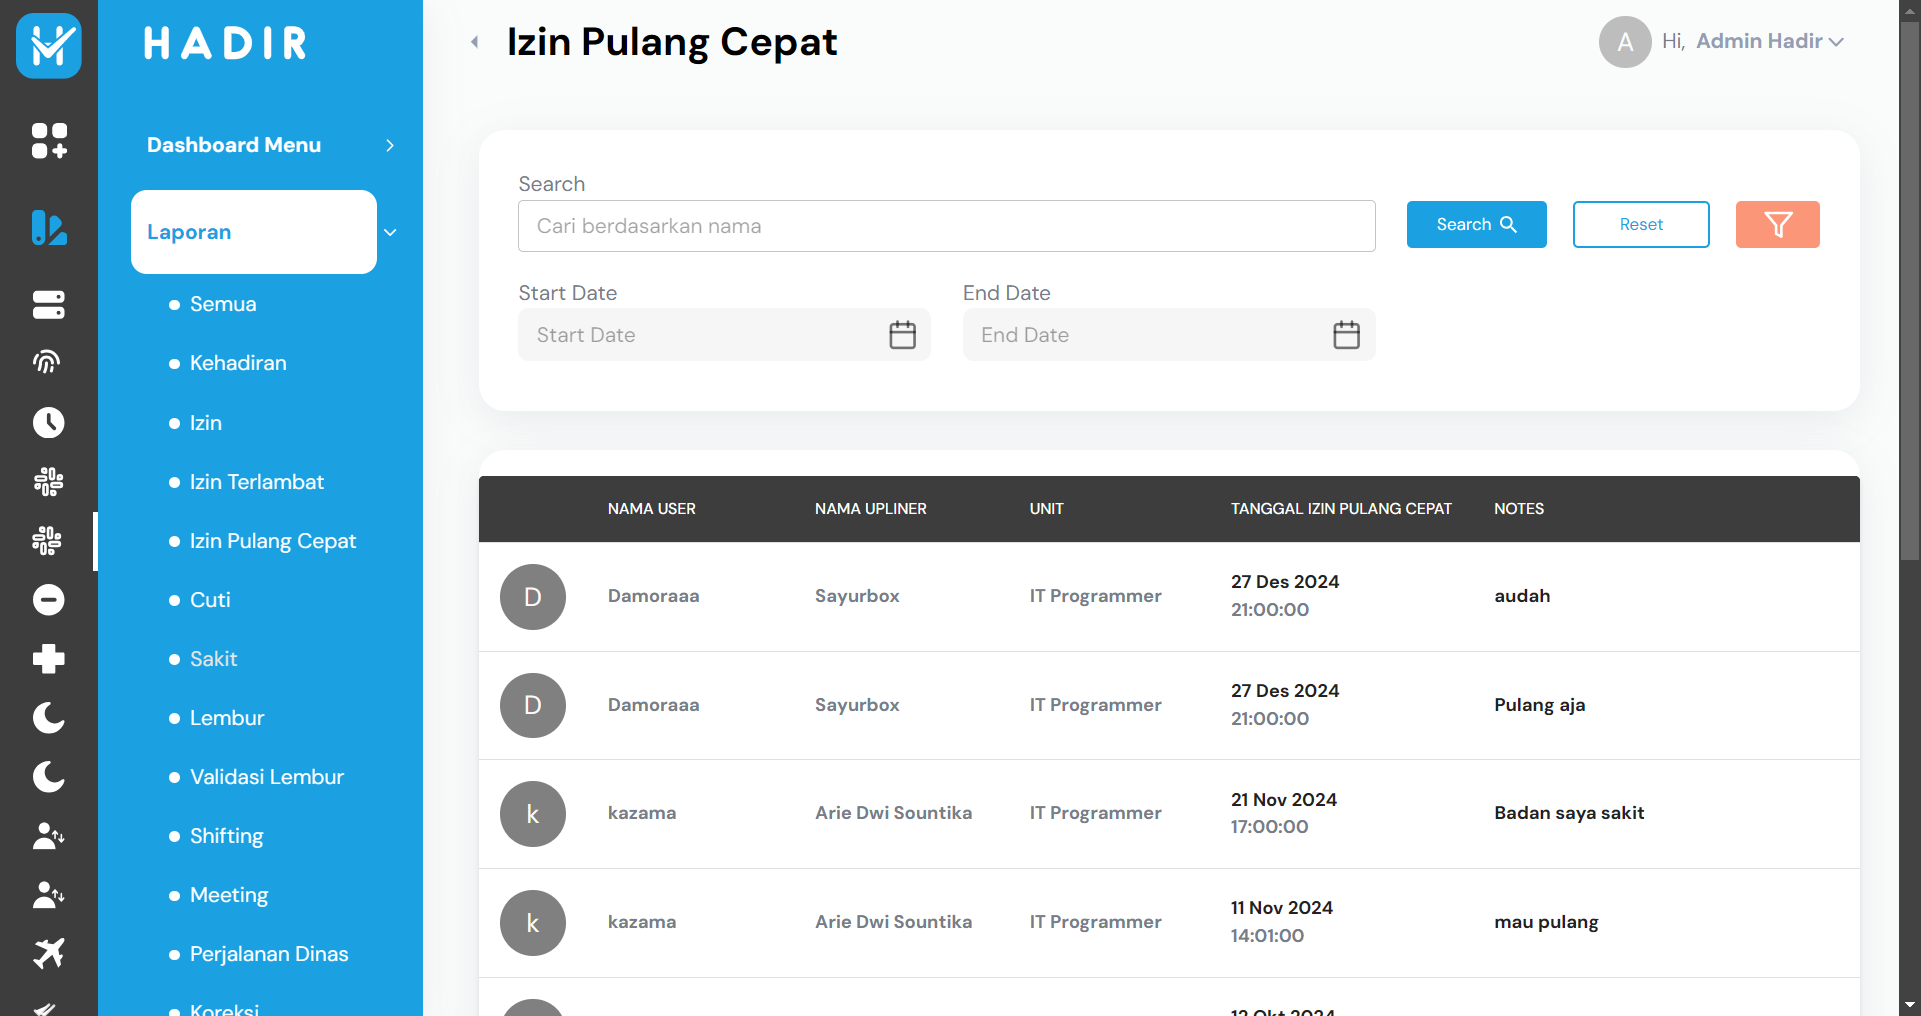 HADIR
Dashboard Menu
Laporan
Semua
Kehadiran
Izin
Izin Terlambat
Izin Pulang Cepat
Cuti
Sakit
Lembur
Validasi Lembur
Shifting
Meeting
Perjalanan Dinas
Koreksi
Izin Pulang Cepat
A Hi, Admin Hadir
Search
Cari berdasarkan nama
Search
Reset
Start Date End Date
Start Date End Date
NAMA USER NAMA UPLINER UNIT TANGGAL IZIN PULANG CEPAT NOTES
D Damoraaa Sayurbox IT Programmer 27 Des 2024 audah
21:00:00
D Damoraaa Sayurbox IT Programmer 27 Des 2024 Pulang aja
21:00:00
k kazama Arie Dwi Sountika IT Programmer 21 Nov 2024 Badan saya sakit
17:00:00
k kazama Arie Dwi Sountika IT Programmer 11 Nov 2024 mau pulang
14:01:00
12 Okt 2024